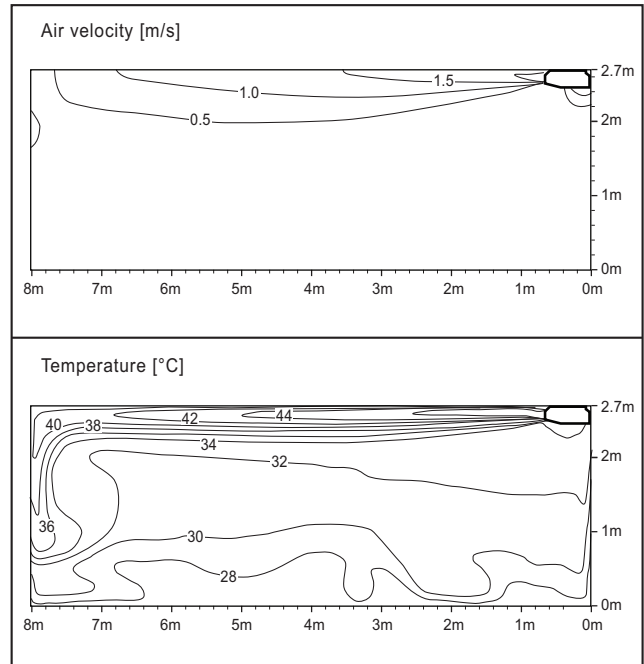 Air velocity [m/s]
2.7m
1.5
1.0
2m
0.5
1m
0m
8m 7m 6m 5m 4m 3m 2m 1m 0m
Temperature [°C]
2.7m
40 38 42 44
34
32
2m
36
1m
30
28
0m
8m 7m 6m 5m 4m 3m 2m 1m 0m